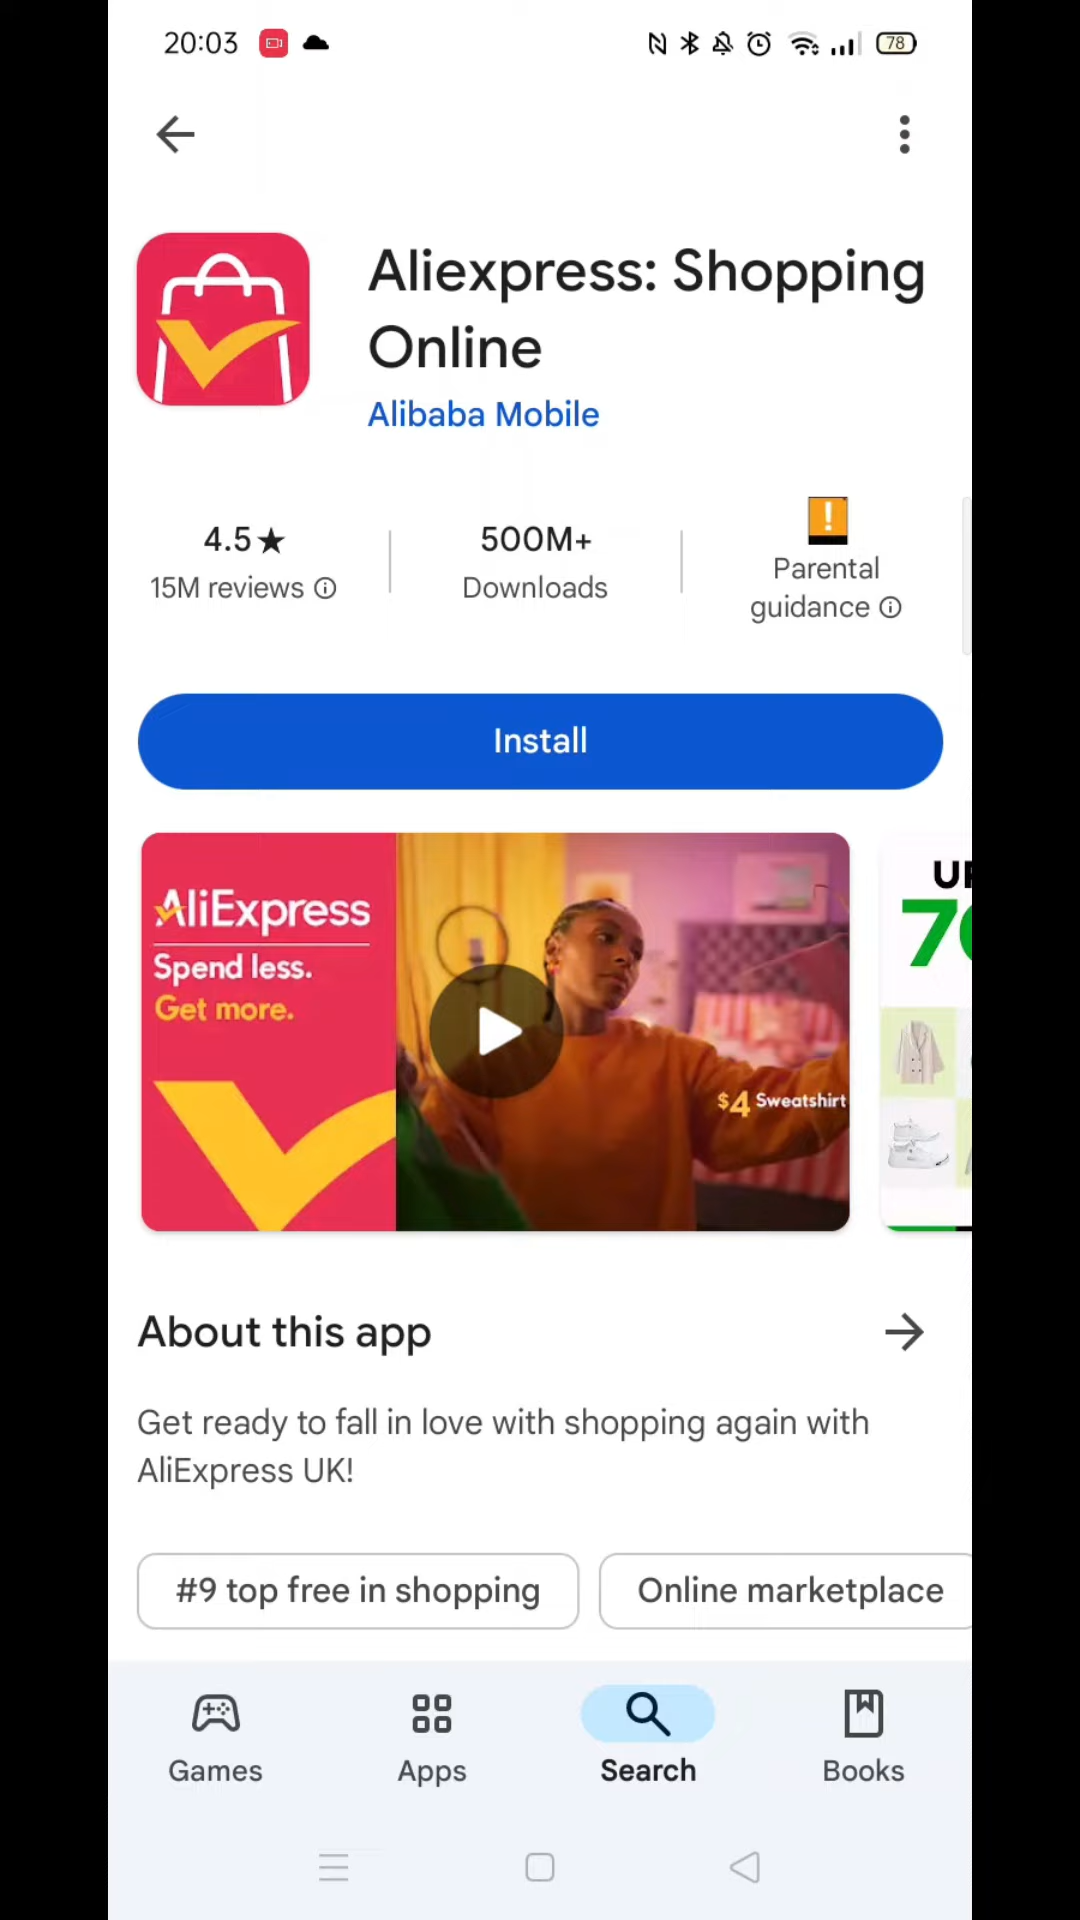 20:03
78
Aliexpress: Shopping
Online
Alibaba Mobile
4.5★
15M reviews
500M+
Downloads
Parental
guidance
Install
AliExpress
Spend less.
Get more.
$4 Sweatshirt
About this app
Get ready to fall in love with shopping again with
AliExpress UK!
#9 top free in shopping
Online marketplace
Games
Apps
Search
Books